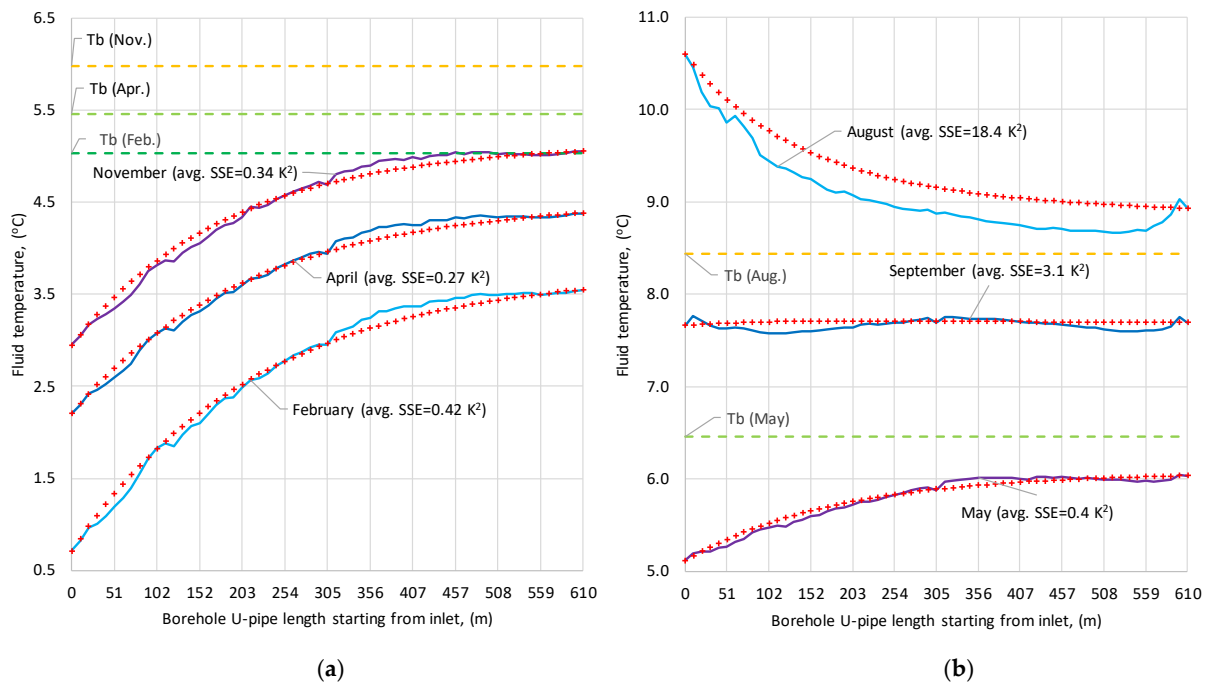 6.5
5.5
4.5
3.5
2.5
1.5
0.5
Fluid temperature, (°C)
Tb (Nov.)
Tb (Apr.)
Tb (Feb.)
November (avg. SSE=0.34 K²)
April (avg. SSE=0.27 K²)
February (avg. SSE=0.42 K²)
0 51 102 152 203 254 305 356 407 457 508 559 610
Borehole U-pipe length starting from inlet, (m)
(a)
11.0
10.0
9.0
8.0
7.0
6.0
5.0
Fluid temperature, (°C)
August (avg. SSE=18.4 K²)
September (avg. SSE=3.1 K²)
Tb (Aug.)
Tb (May)
May (avg. SSE=0.4 K²)
0 51 102 152 203 254 305 356 407 457 508 559 610
Borehole U-pipe length starting from inlet, (m)
(b)